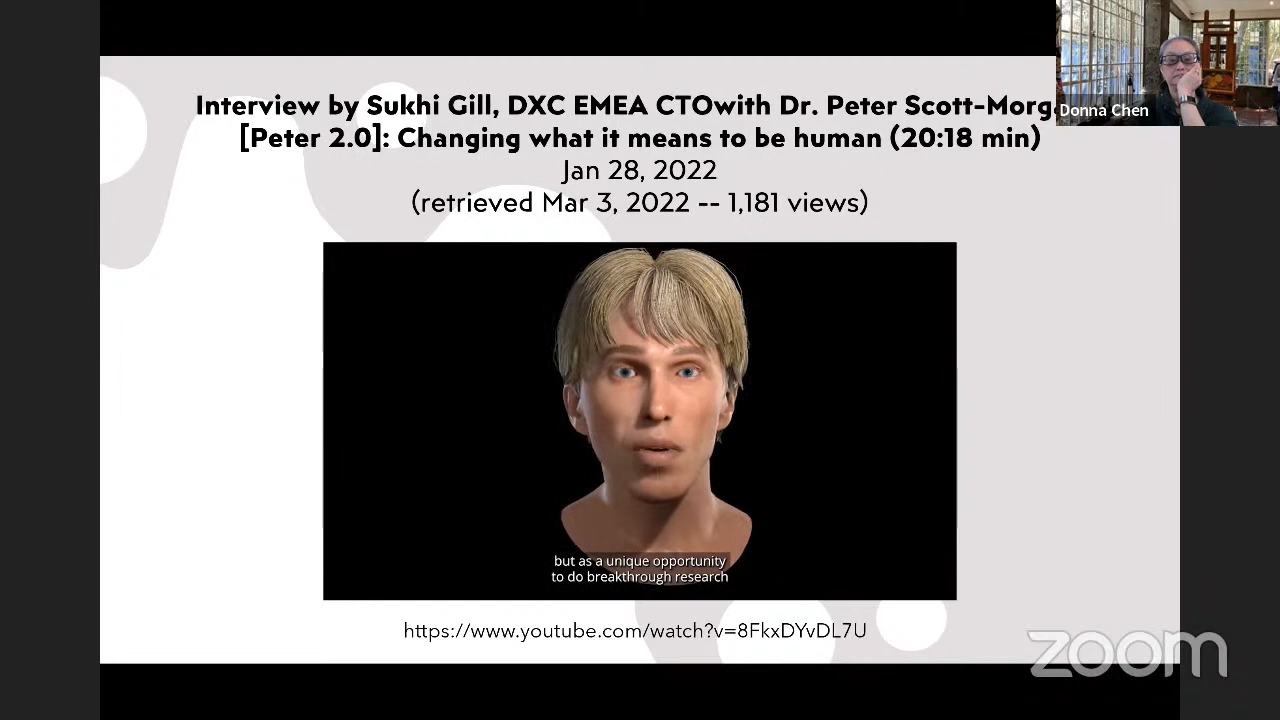 Interview by Sukhi Gill, DXC EMEA CTOwith Dr. Peter Scott-Morg
[Peter 2.0]: Changing what it means to be human (20:18 min)
Jan 28, 2022
(retrieved Mar 3, 2022 -- 1,181 views)
Donna Chen
but as a unique opportunity
to do breakthrough research
https://www.youtube.com/watch?v=8FkxDYvDL7U
zoom